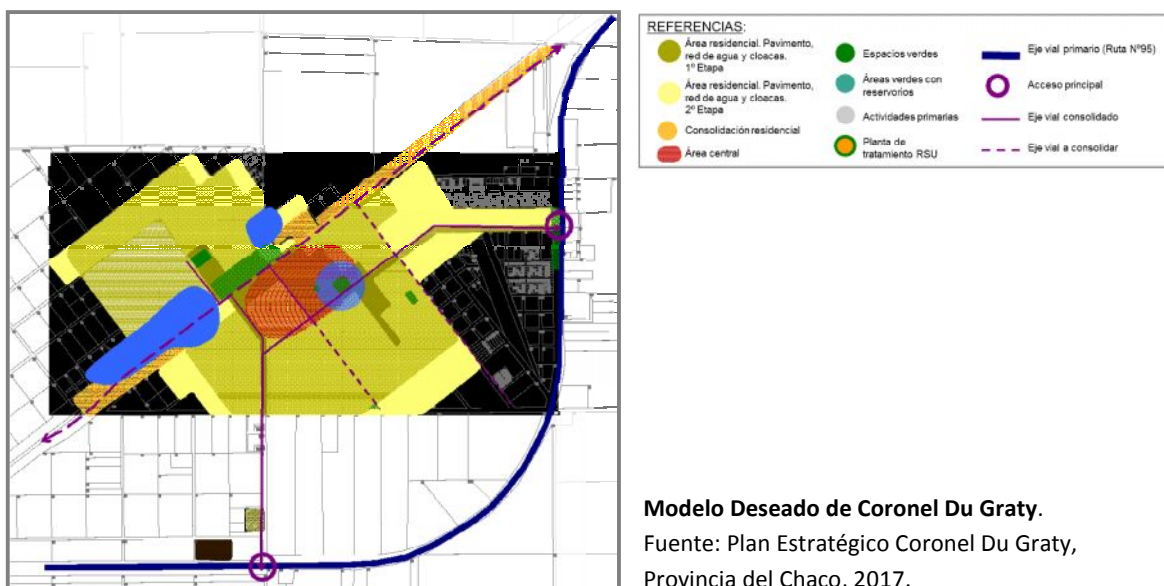 REFERENCIAS:
Área residencial. Pavimento,
red de agua y cloacas.
1º Etapa
Área residencial. Pavimento,
red de agua y cloacas.
2º Etapa
Consolidación residencial
Área central
Espacios verdes
Áreas verdes con
reservorios
Actividades primarias
Planta de
tratamiento RSU
Eje vial primario (Ruta Nº95)
Acceso principal
Eje vial consolidado
Eje vial a consolidar
Modelo Deseado de Coronel Du Graty.
Fuente: Plan Estratégico Coronel Du Graty,
Provincia del Chaco, 2017.